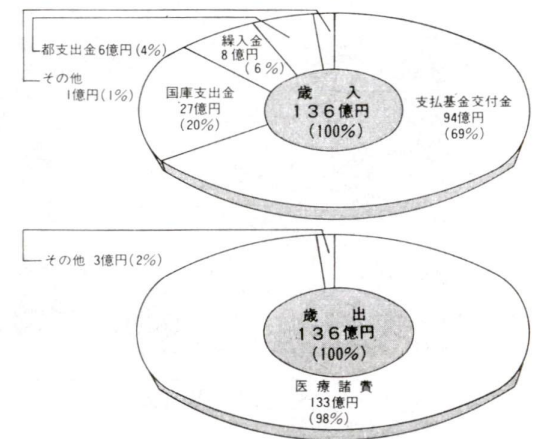 都支出金6億円(4%)
その他
1億円(1%)
繰入金
8億円
(6%)
国庫支出金
27億円
(20%)
歳 入
136億円
(100%)
支払基金交付金
94億円
(69%)
その他 3億円(2%)
歳 出
136億円
(100%)
医療諸費
133億円
(98%)